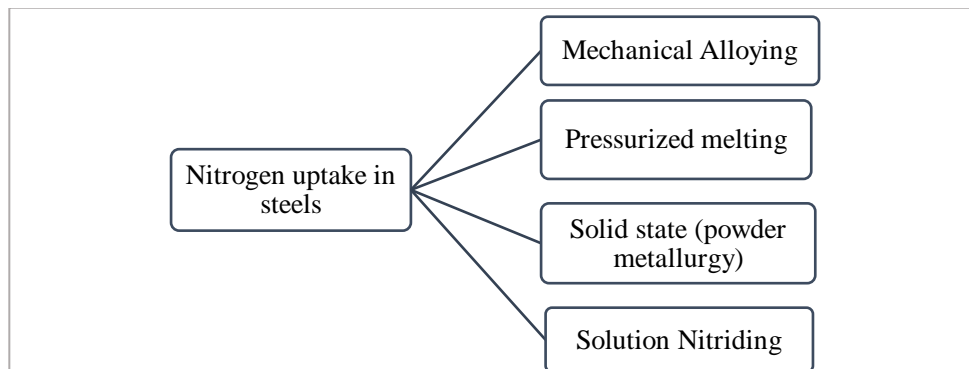 Mechanical Alloying
Pressurized melting
Nitrogen uptake in
steels
Solid state (powder
metallurgy)
Solution Nitriding